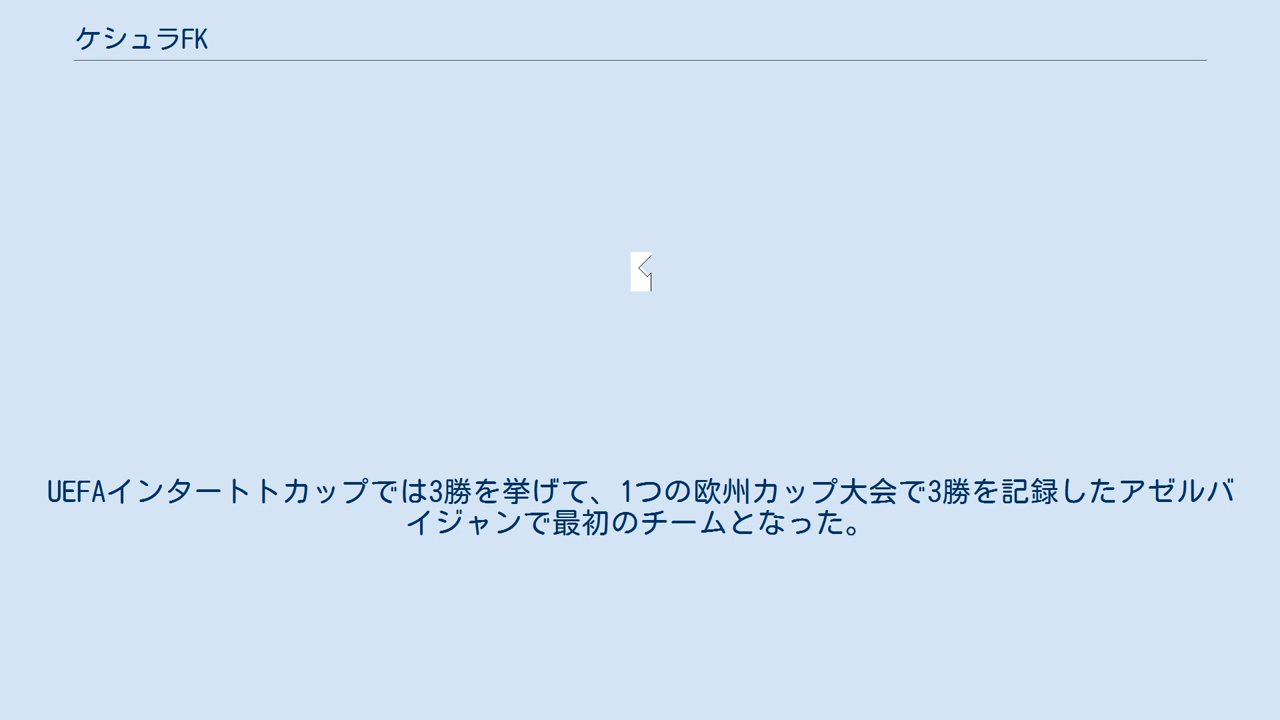 ケシュラFK
UEFAインタートトカップでは3勝を挙げて、1つの欧州カップ大会で3勝を記録したアゼルバ
イジャンで最初のチームとなった。